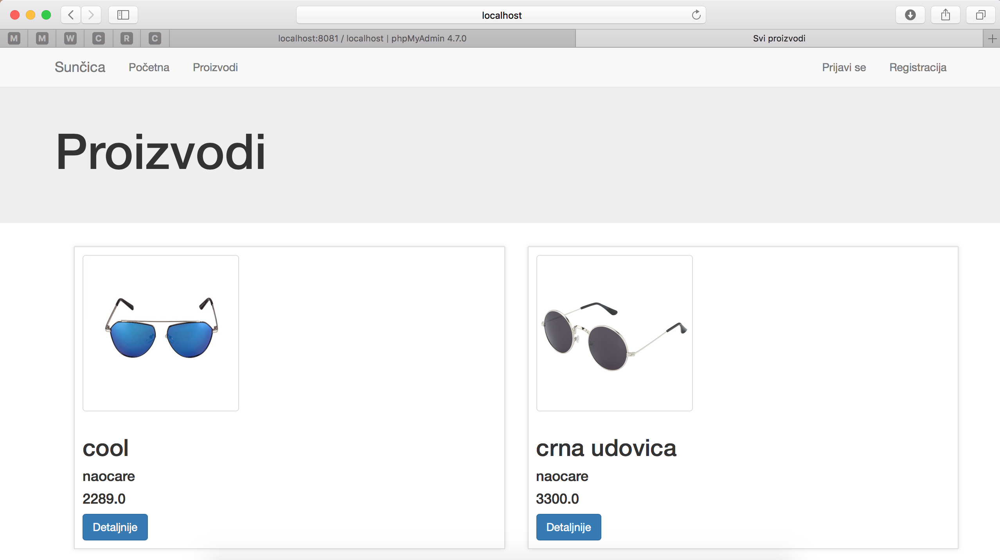 localhost
M M W C R C localhost:8081 / localhost | phpMyAdmin 4.7.0 Svi proizvodi
Sunčica Početna Proizvodi Prijavi se Registracija
Proizvodi
cool
naocare
2289.0
Detaljnije
crna udovica
naocare
3300.0
Detaljnije